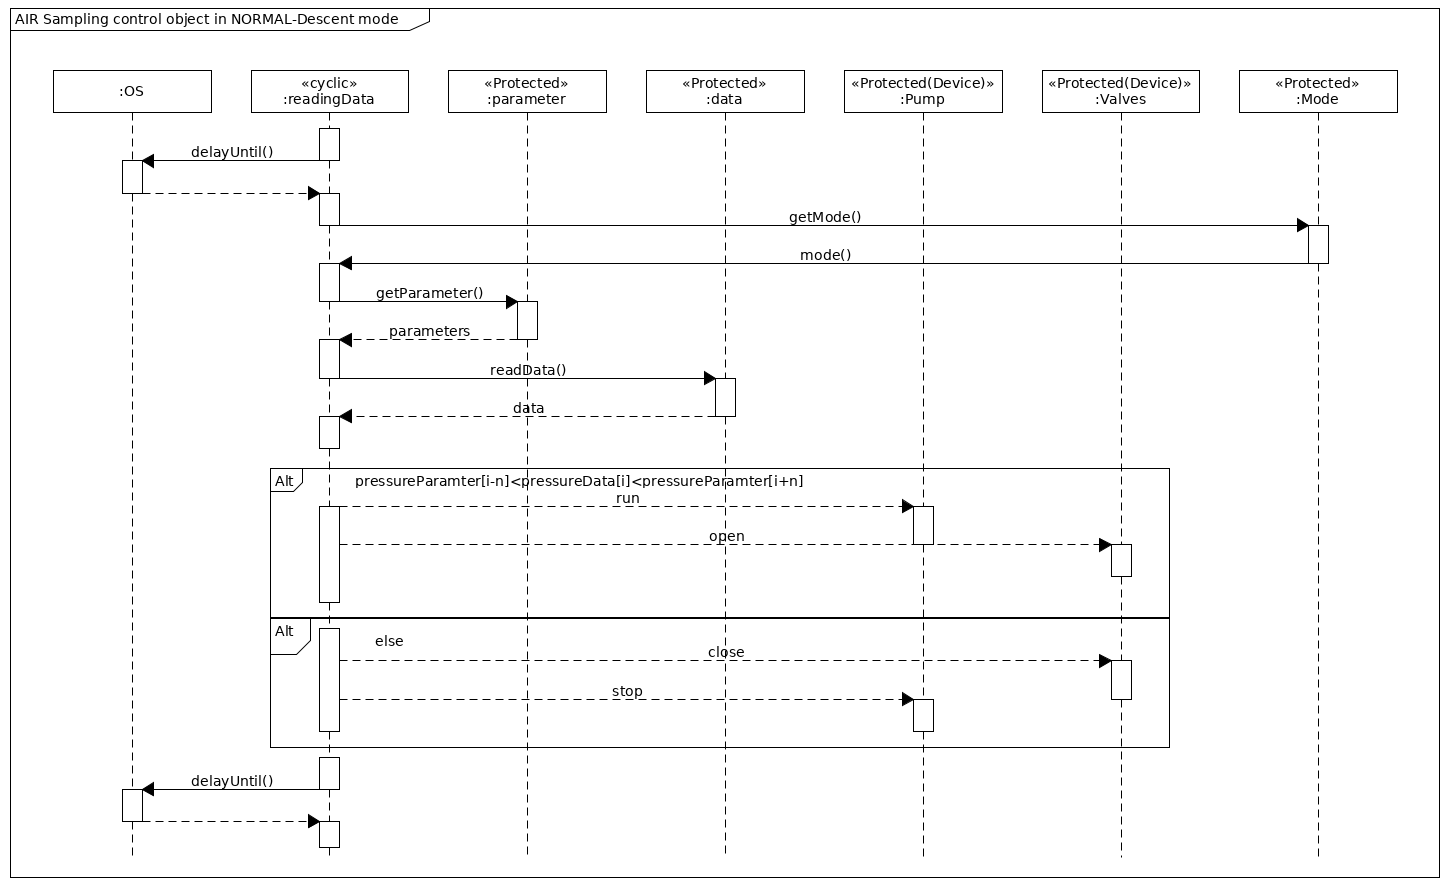 AIR Sampling control object in NORMAL-Descent mode
:OS
«cyclic»
:readingData
«Protected»
:parameter
«Protected»
:data
«Protected(Device)»
:Pump
«Protected(Device)»
:Valves
«Protected»
:Mode
delayUntil()
getMode()
mode()
getParameter()
parameters
readData()
data
Alt
pressureParamter[i-n]<pressureData[i]<pressureParamter[i+n]
run
open
Alt
else
close
stop
delayUntil()